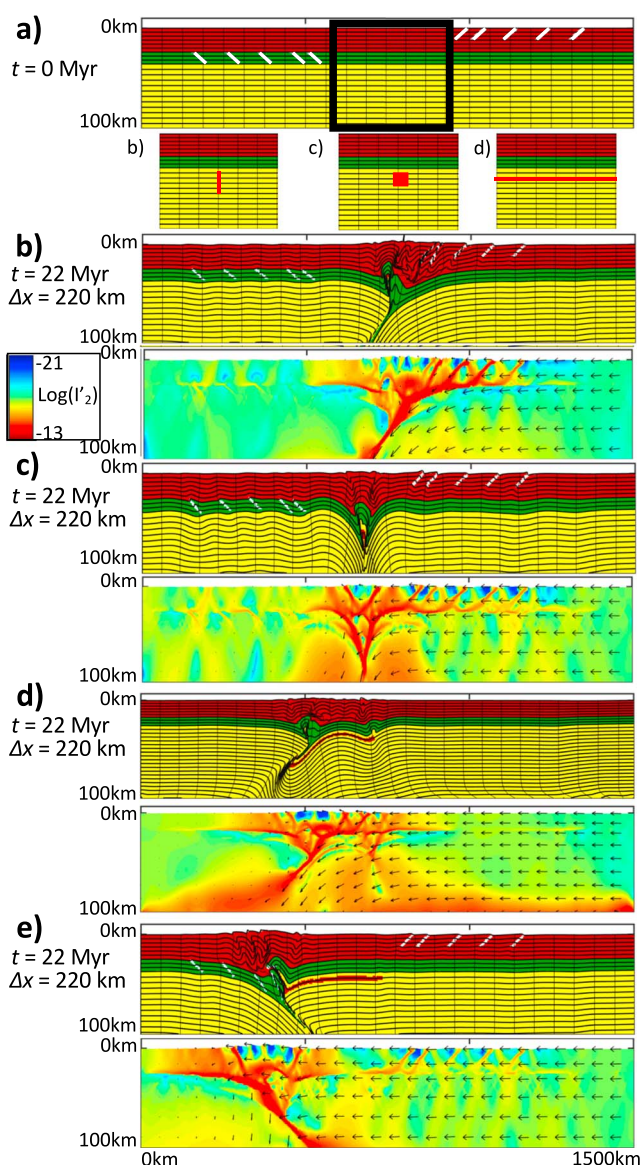 a)
0km
t = 0 Myr
100km
b)
c)
d)
b)
0km
t = 22 Myr
Δx = 220 km
100km
0km
-21
Log(I'₂)
-13
100km
c)
0km
t = 22 Myr
Δx = 220 km
100km
0km
100km
d)
0km
t = 22 Myr
Δx = 220 km
100km
0km
100km
e)
0km
t = 22 Myr
Δx = 220 km
100km
0km
100km
0km 1500km